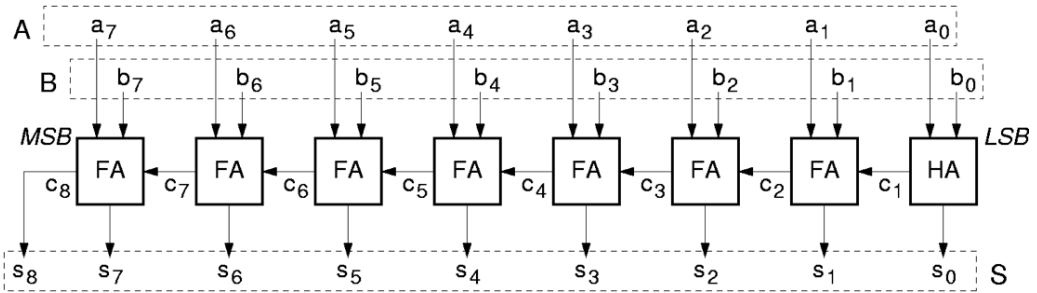 A a7 a6 a5 a4 a3 a2 a1 a0
B b7 b6 b5 b4 b3 b2 b1 b0
MSB FA FA FA FA FA FA FA HA LSB
c8 c7 c6 c5 c4 c3 c2 c1
s8 s7 s6 s5 s4 s3 s2 s1 s0 S